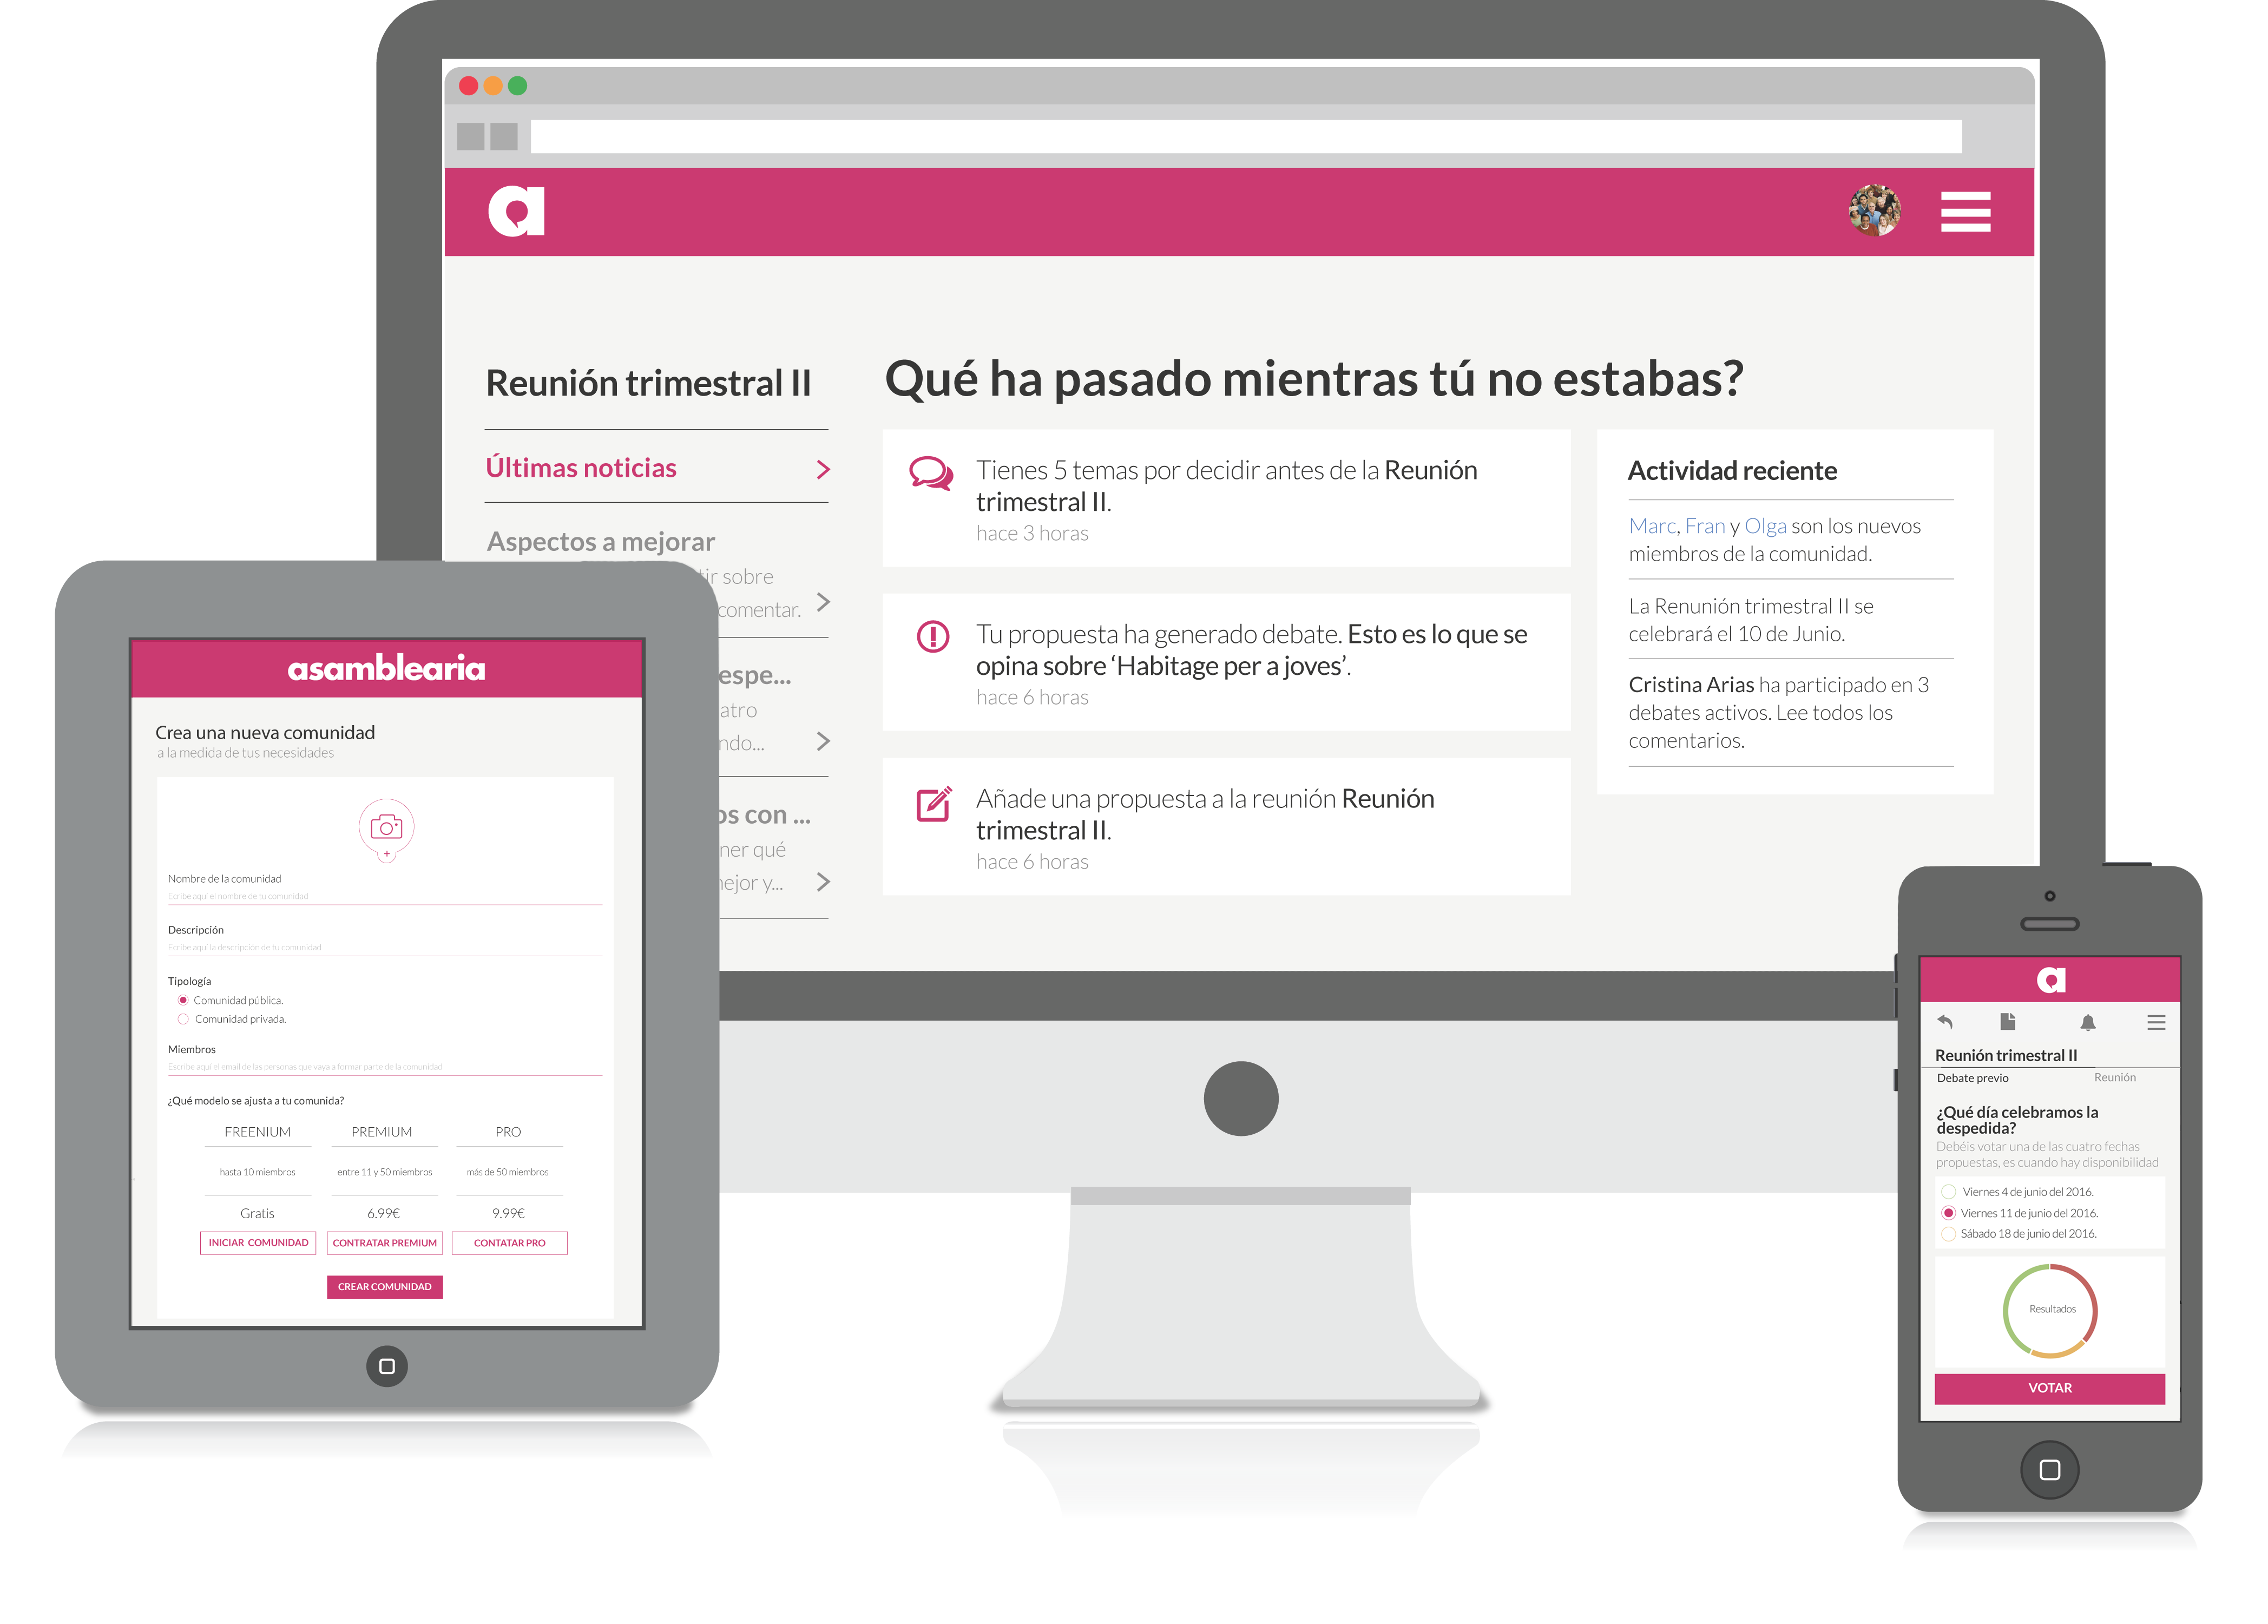 Reunión trimestral II
Últimas noticias
Aspectos a mejorar
sobre
comentar.
Qué ha pasado mientras tú no estabas?
Tienes 5 temas por decidir antes de la Reunión
trimestral II.
hace 3 horas
Tu propuesta ha generado debate. Esto es lo que se
opina sobre ‘Habitage per a joves’.
hace 6 horas
Añade una propuesta a la reunión Reunión
trimestral II.
hace 6 horas
Actividad reciente
Marc, Fran y Olga son los nuevos
miembros de la comunidad.
La Renunión trimestral II se
celebrará el 10 de Junio.
Cristina Arias ha participado en 3
debates activos. Lee todos los
comentarios.
espe...
atro
ndo...
os con ...
ner qué
ejor y...
asamblearia
Crea una nueva comunidad
a la medida de tus necesidades
Nombre de la comunidad
Ecribe aquí el nombre de tu comunidad
Descripción
Ecribe aquí la descripción de tu comunidad
Tipología
Comunidad pública.
Comunidad privada.
Miembros
Escribe aquí el email de las personas que vaya a formar parte de la comunidad.
¿Qué modelo se ajusta a tu comunida?
FREENIUM PREMIUM PRO
hasta 10 miembros entre 11 y 50 miembros más de 50 miembros
Gratis 6.99€ 9.99€
INICIAR COMUNIDAD CONTRATAR PREMIUM CONTATAR PRO
CREAR COMUNIDAD
a
Reunión trimestral II
Debate previo Reunión
¿Qué día celebramos la
despedida?
Debéis votar una de las cuatro fechas
propuestas, es cuando hay disponibilidad
Viernes 4 de junio del 2016.
Viernes 11 de junio del 2016.
Sábado 18 de junio del 2016.
Resultados
VOTAR